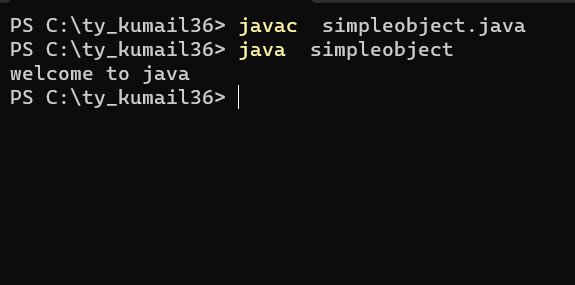 PS C:\ty_kumail36> javac  simpleobject.java
PS C:\ty_kumail36> java  simpleobject
welcome to java
PS C:\ty_kumail36>